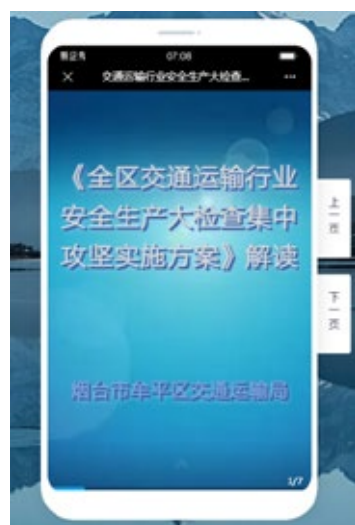 易企秀 07:08
交通运输行业安全生产大检查...
《全区交通运输行业
安全生产大检查集中
攻坚实施方案》解读
上一页
下一页
烟台市牟平区交通运输局
1/7